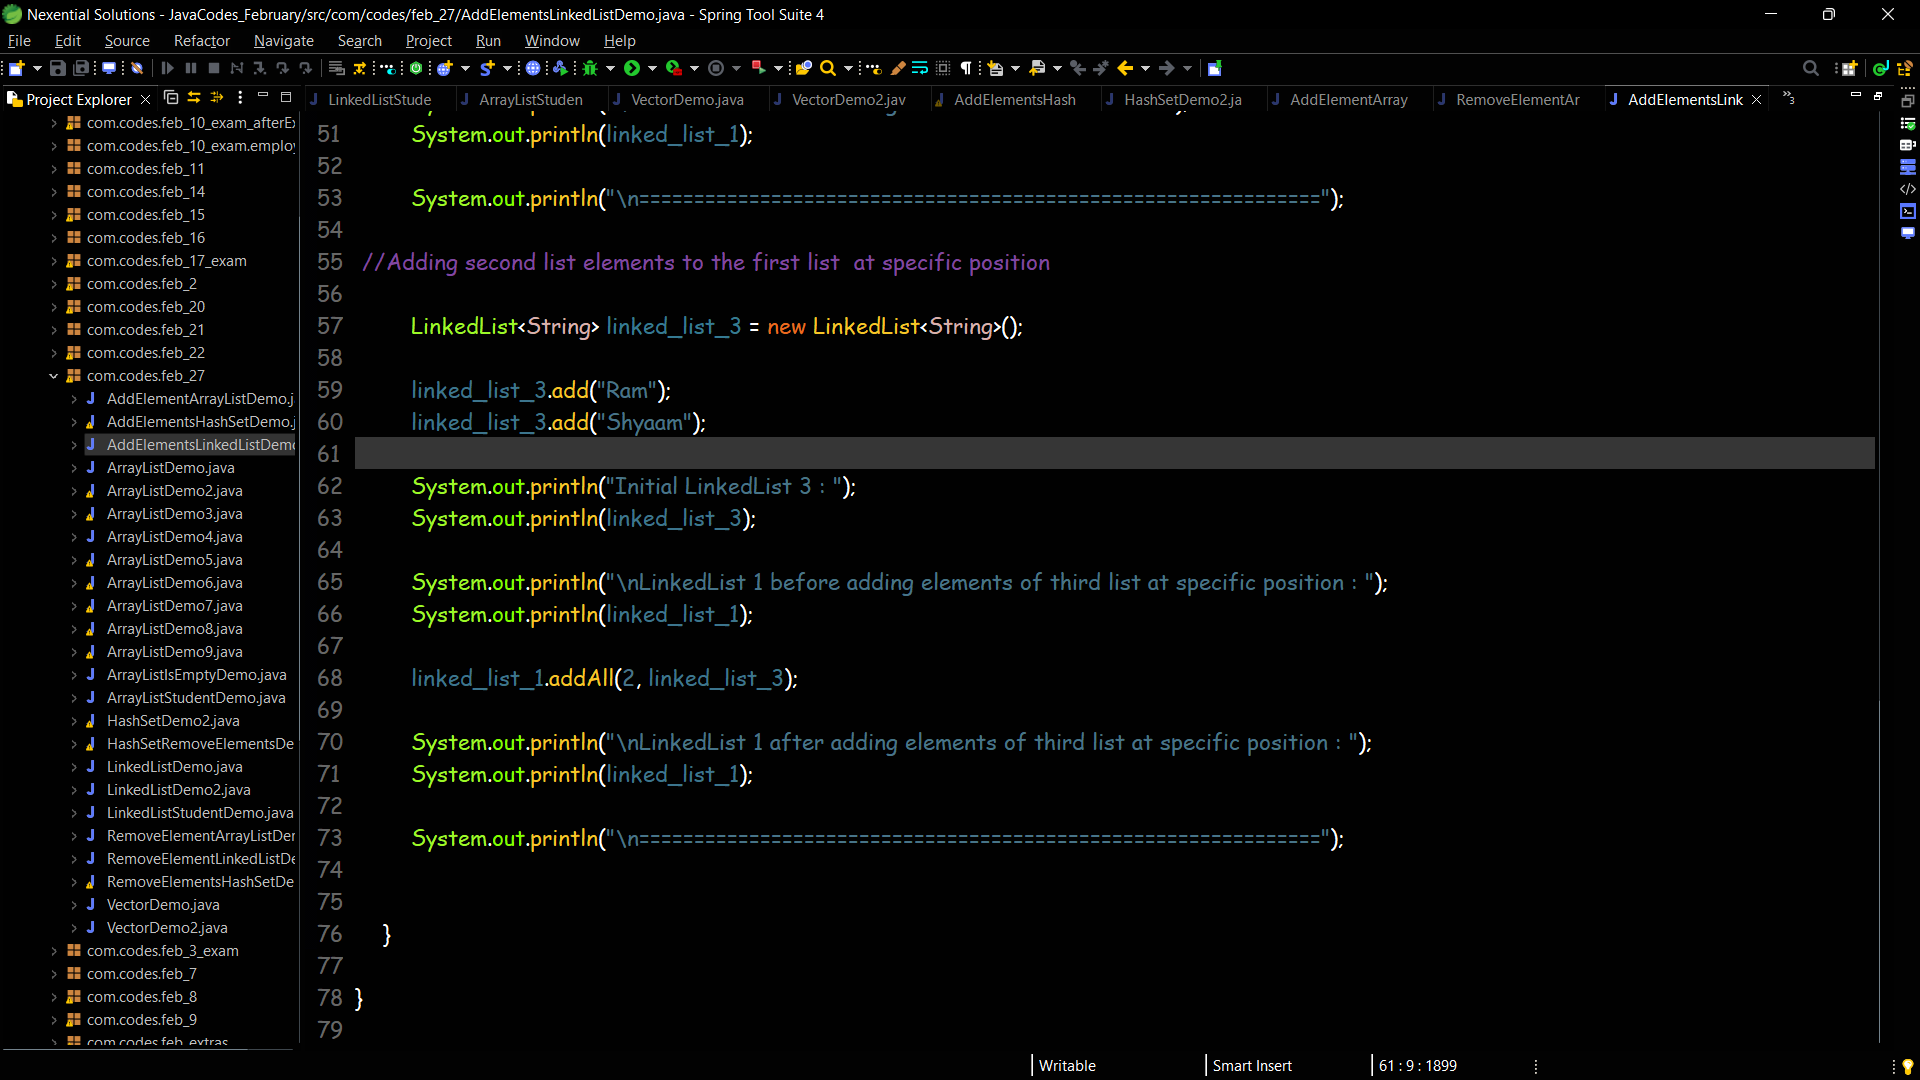 Nexential Solutions - JavaCodes_February/src/com/codes/feb_27/AddElementsLinkedListDemo.java - Spring Tool Suite 4
File Edit Source Refactor Navigate Search Project Run Window Help
Project Explorer
LinkedListStude ArrayListStuden VectorDemo.java VectorDemo2.jav AddElementsHash HashSetDemo2.ja AddElementArray RemoveElementAr AddElementsLink »3
com.codes.feb_10_exam_afterEx
com.codes.feb_10_exam.employ
com.codes.feb_11
com.codes.feb_14
com.codes.feb_15
com.codes.feb_16
com.codes.feb_17_exam
com.codes.feb_2
com.codes.feb_20
com.codes.feb_21
com.codes.feb_22
com.codes.feb_27
AddElementArrayListDemo.j
AddElementsHashSetDemo.j
AddElementsLinkedListDemo
ArrayListDemo.java
ArrayListDemo2.java
ArrayListDemo3.java
ArrayListDemo4.java
ArrayListDemo5.java
ArrayListDemo6.java
ArrayListDemo7.java
ArrayListDemo8.java
ArrayListDemo9.java
ArrayListIsEmptyDemo.java
ArrayListStudentDemo.java
HashSetDemo2.java
HashSetRemoveElementsDe
LinkedListDemo.java
LinkedListDemo2.java
LinkedListStudentDemo.java
RemoveElementArrayListDer
RemoveElementLinkedListDe
RemoveElementsHashSetDe
VectorDemo.java
VectorDemo2.java
com.codes.feb_3_exam
com.codes.feb_7
com.codes.feb_8
com.codes.feb_9
com.codes.feb_extras
51 System.out.println(linked_list_1);
52
53 System.out.println("\n==============================================================");
54
55 //Adding second list elements to the first list  at specific position
56
57 LinkedList<String> linked_list_3 = new LinkedList<String>();
58
59 linked_list_3.add("Ram");
60 linked_list_3.add("Shyaam");
61
62 System.out.println("Initial LinkedList 3 : ");
63 System.out.println(linked_list_3);
64
65 System.out.println("\nLinkedList 1 before adding elements of third list at specific position : ");
66 System.out.println(linked_list_1);
67
68 linked_list_1.addAll(2, linked_list_3);
69
70 System.out.println("\nLinkedList 1 after adding elements of third list at specific position : ");
71 System.out.println(linked_list_1);
72
73 System.out.println("\n==============================================================");
74
75
76 }
77
78 }
79
Writable Smart Insert 61 : 9 : 1899